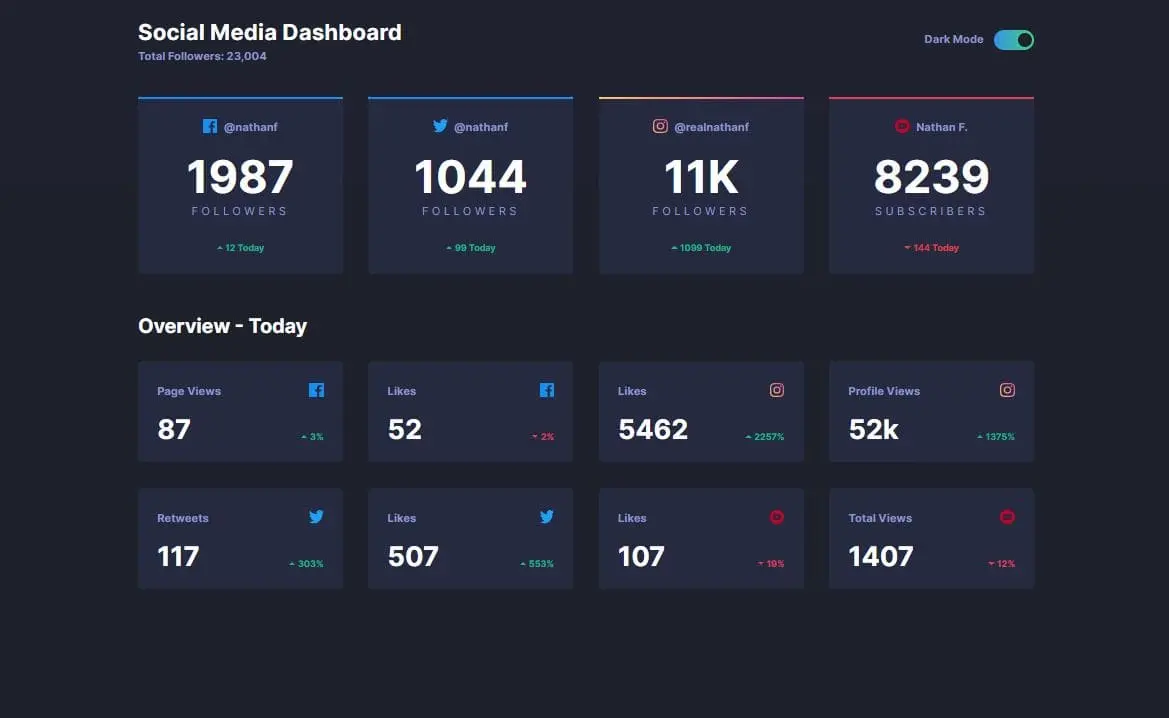 Social Media Dashboard
Total Followers: 23,004
Dark Mode
@nathanf
1987
FOLLOWERS
12 Today
@nathanf
1044
FOLLOWERS
99 Today
@realnathanf
11K
FOLLOWERS
1099 Today
Nathan F.
8239
SUBSCRIBERS
144 Today
Overview - Today
Page Views
87
3%
Likes
52
2%
Likes
5462
2257%
Profile Views
52k
1375%
Retweets
117
303%
Likes
507
553%
Likes
107
19%
Total Views
1407
12%